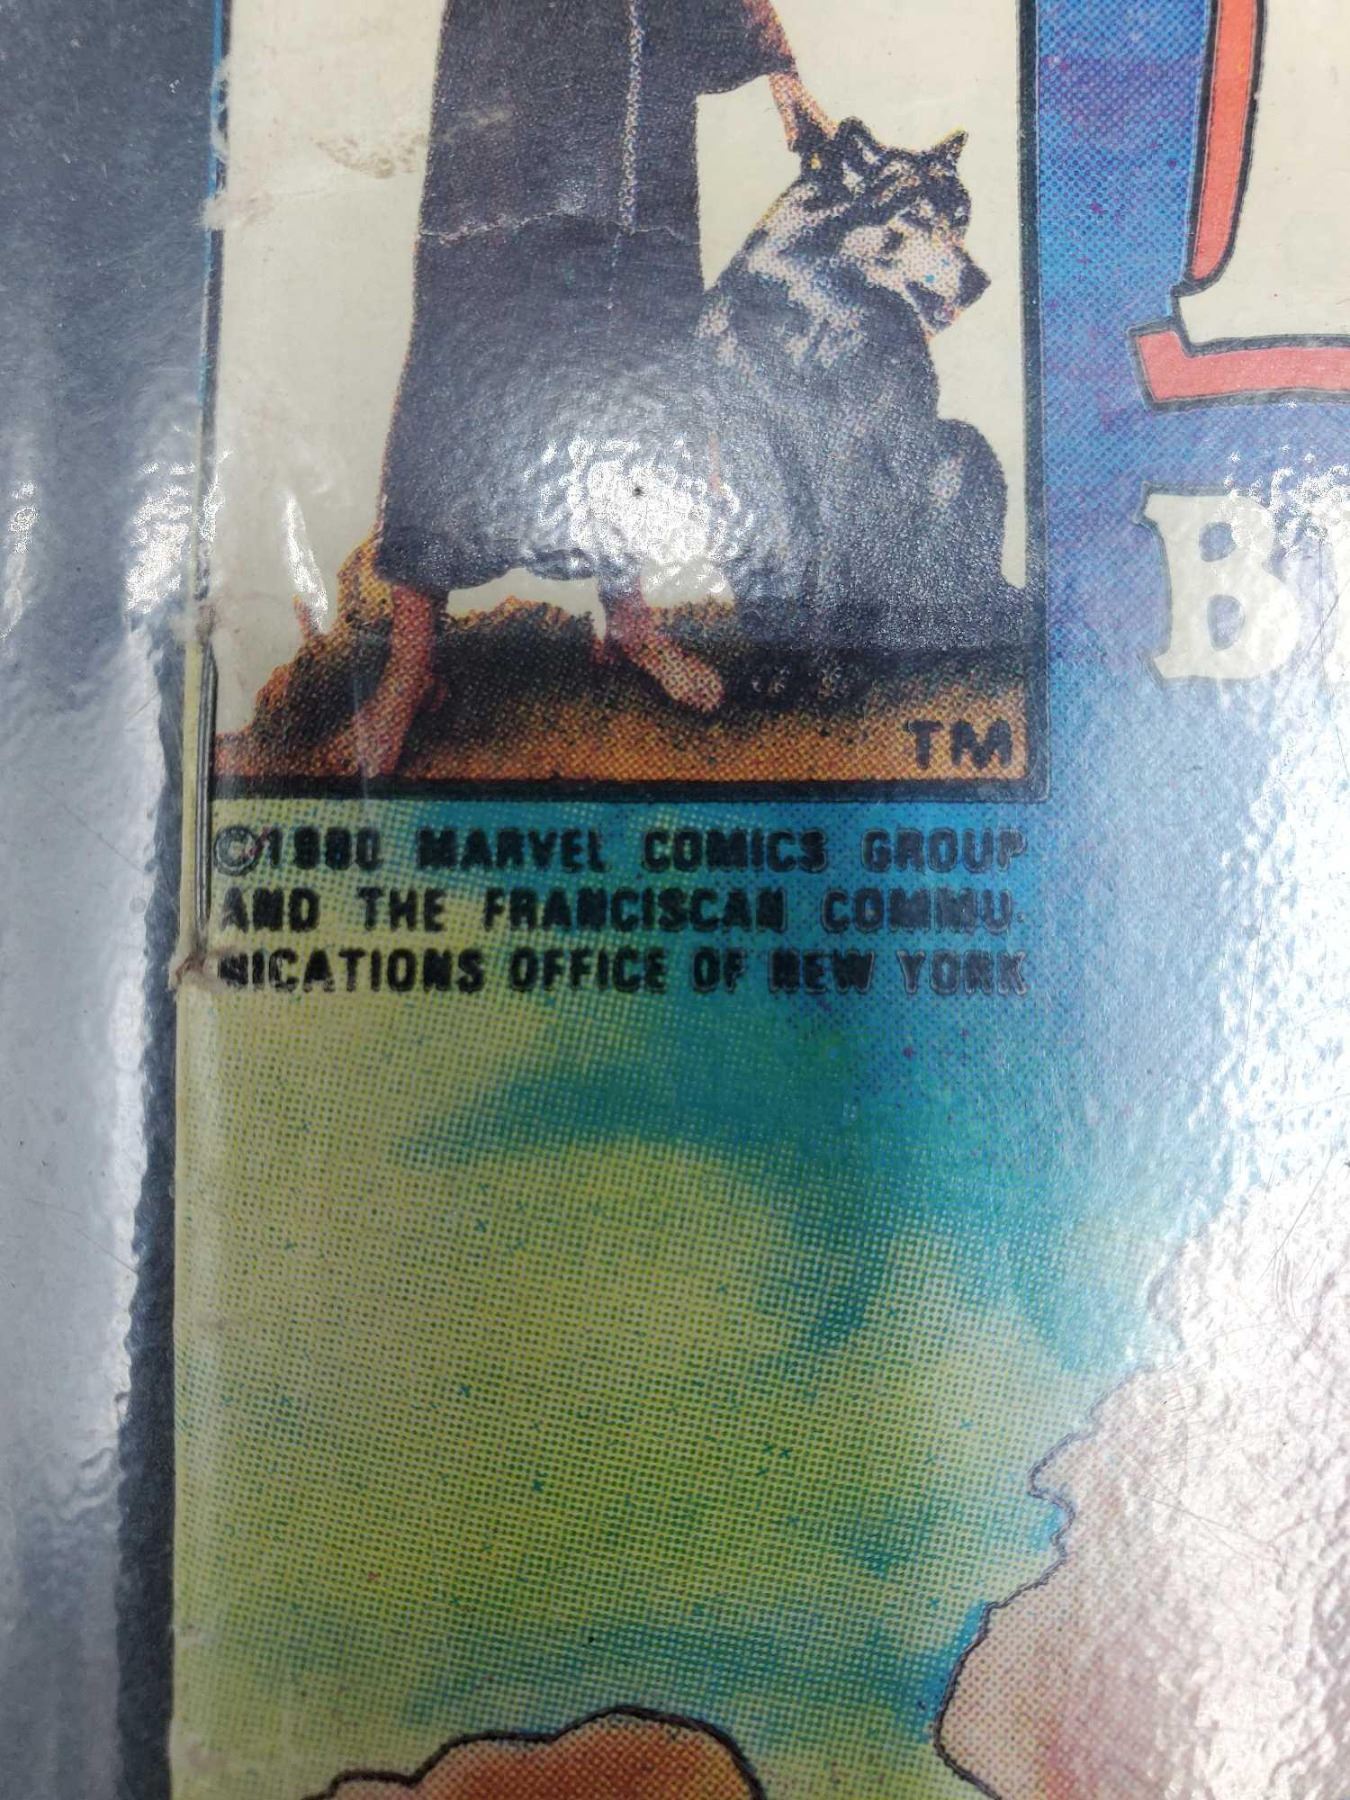 B
TM
©1980 MARVEL COMICS GROUP
AND THE FRANCISCAN COMMU-
NICATIONS OFFICE OF NEW YORK